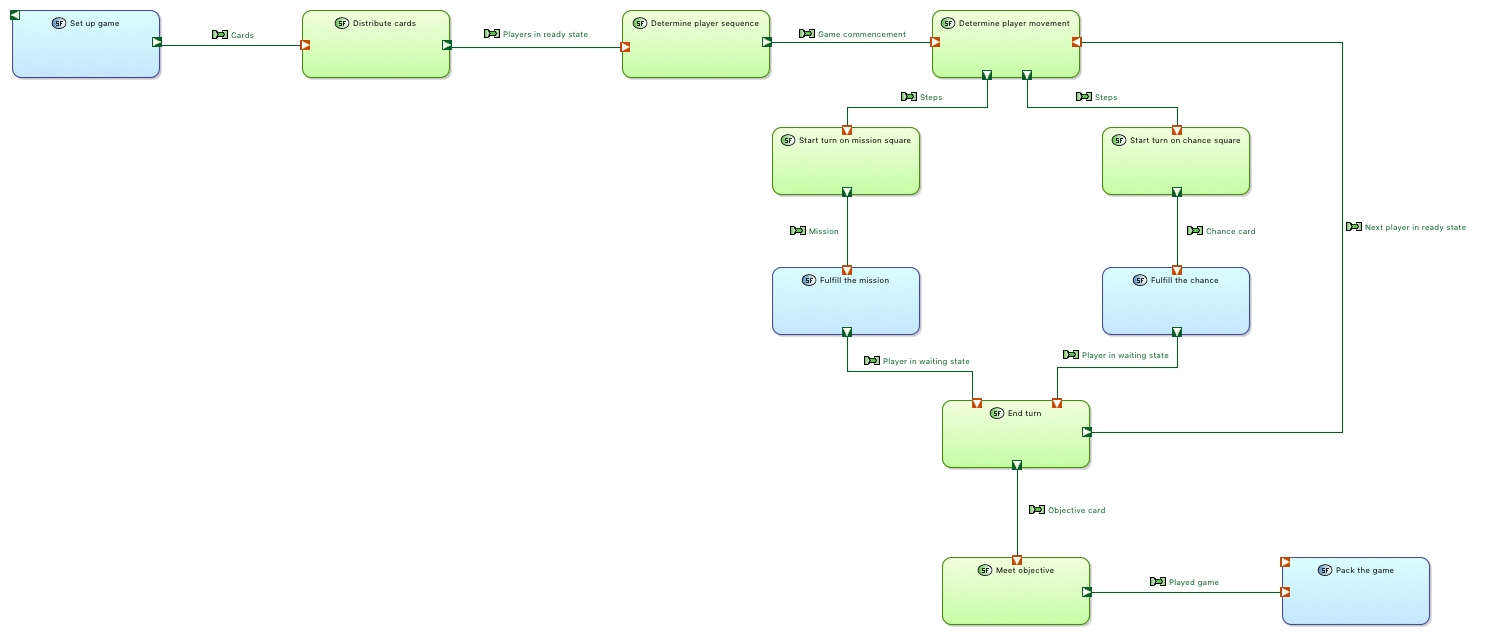 SF Set up game
Cards
SF Distribute cards
Players in ready state
SF Determine player sequence
Game commencement
SF Determine player movement
Steps
Steps
SF Start turn on mission square
SF Start turn on chance square
Mission
Chance card
Next player in ready state
SF Fulfill the mission
SF Fulfill the chance
Player in waiting state
Player in waiting state
SF End turn
Objective card
SF Meet objective
Played game
SF Pack the game